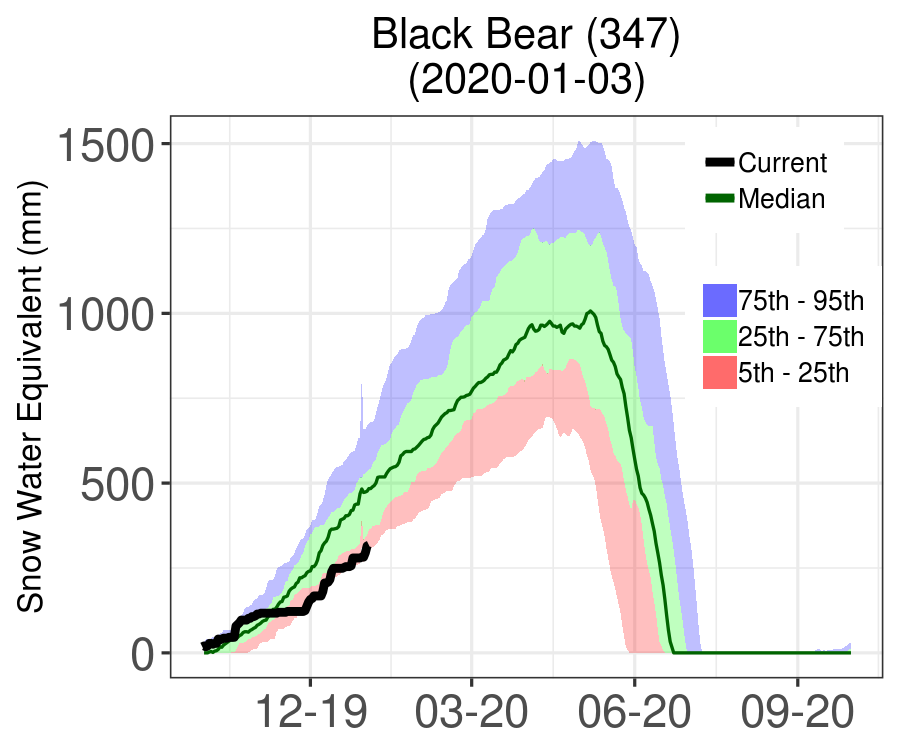 Black Bear (347)
(2020-01-03)
Snow Water Equivalent (mm)
1500
1000
500
0
12-19
03-20
06-20
09-20
Current
Median
75th - 95th
25th - 75th
5th - 25th